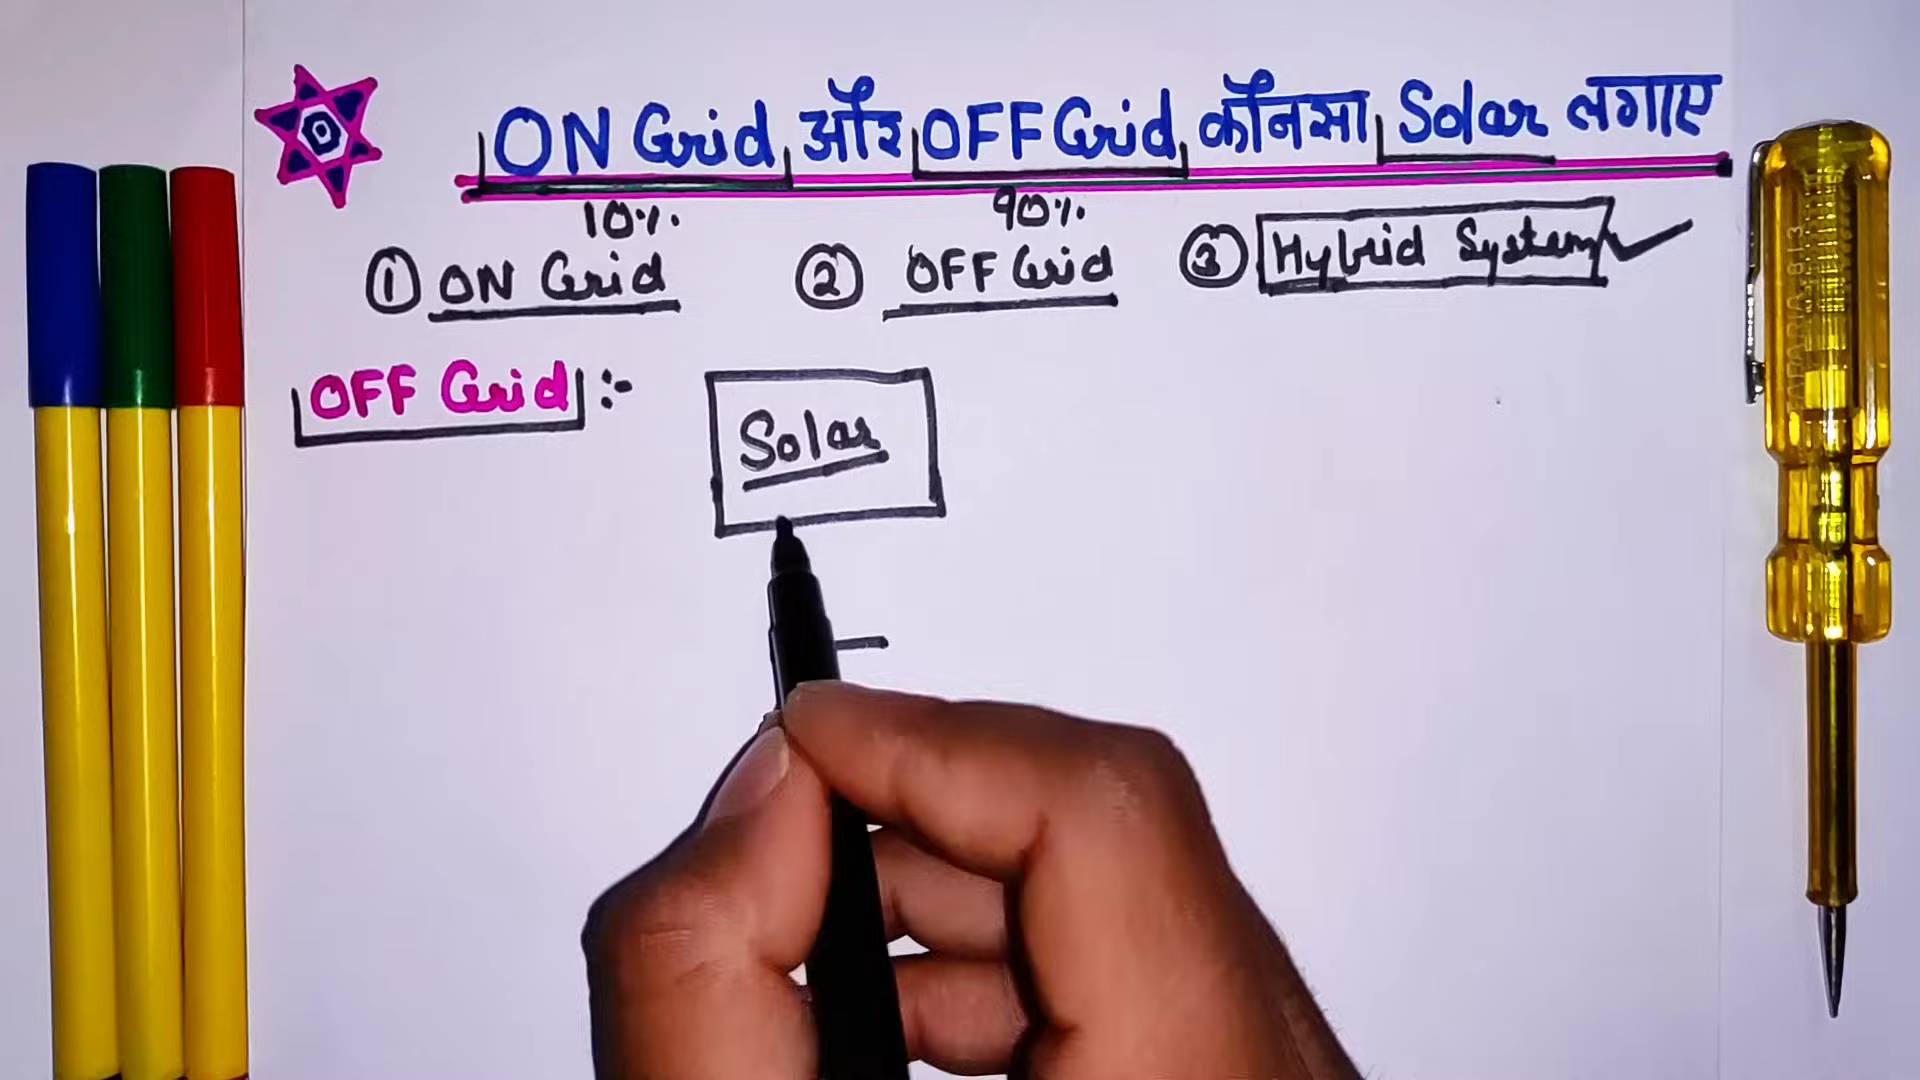 ON Grid और OFF Grid कौनसा Solar लगाए
10% 90%
① ON Grid ② OFF Grid ③ Hybrid System
OFF Grid :-
Solar
D